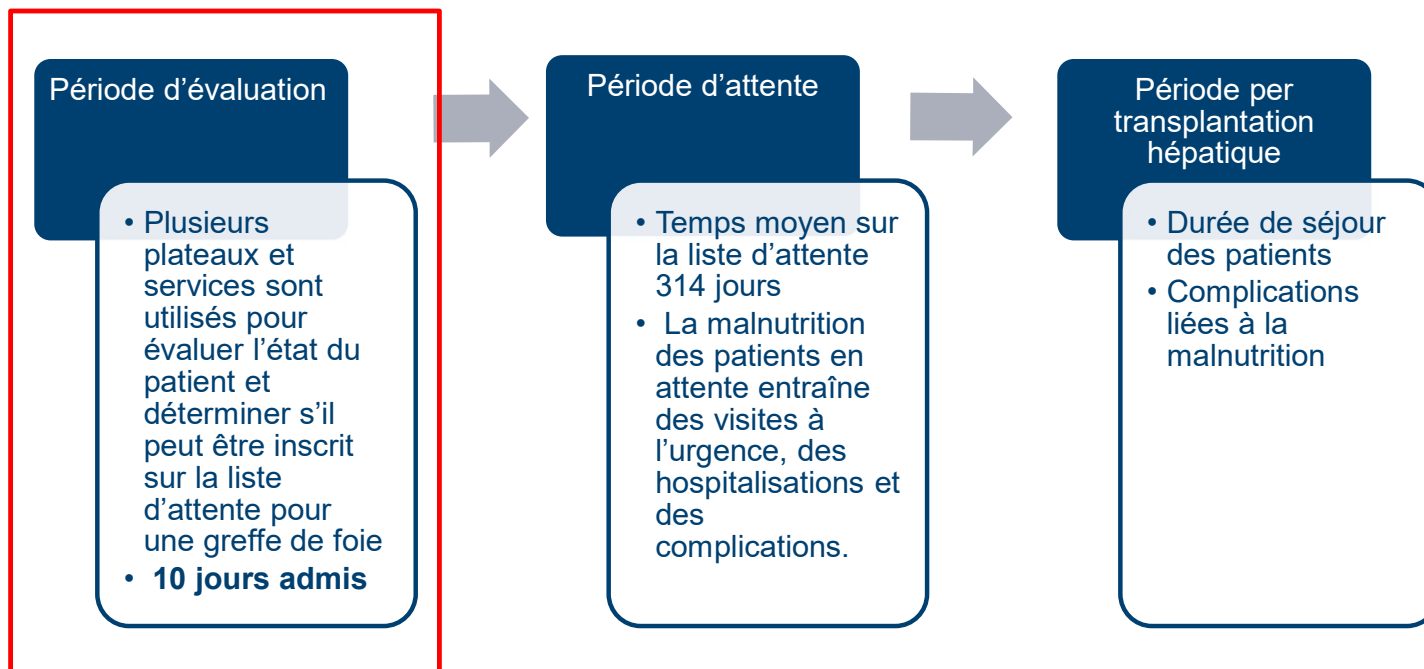 Période d'évaluation
• Plusieurs
plateaux et
services sont
utilisés pour
évaluer l'état du
patient et
déterminer s'il
peut être inscrit
sur la liste
d'attente pour
une greffe de foie
• 10 jours admis
Période d'attente
• Temps moyen sur
la liste d'attente
314 jours
• La malnutrition
des patients en
attente entraîne
des visites à
l'urgence, des
hospitalisations et
des
complications.
Période per
transplantation
hépatique
• Durée de séjour
des patients
• Complications
liées à la
malnutrition